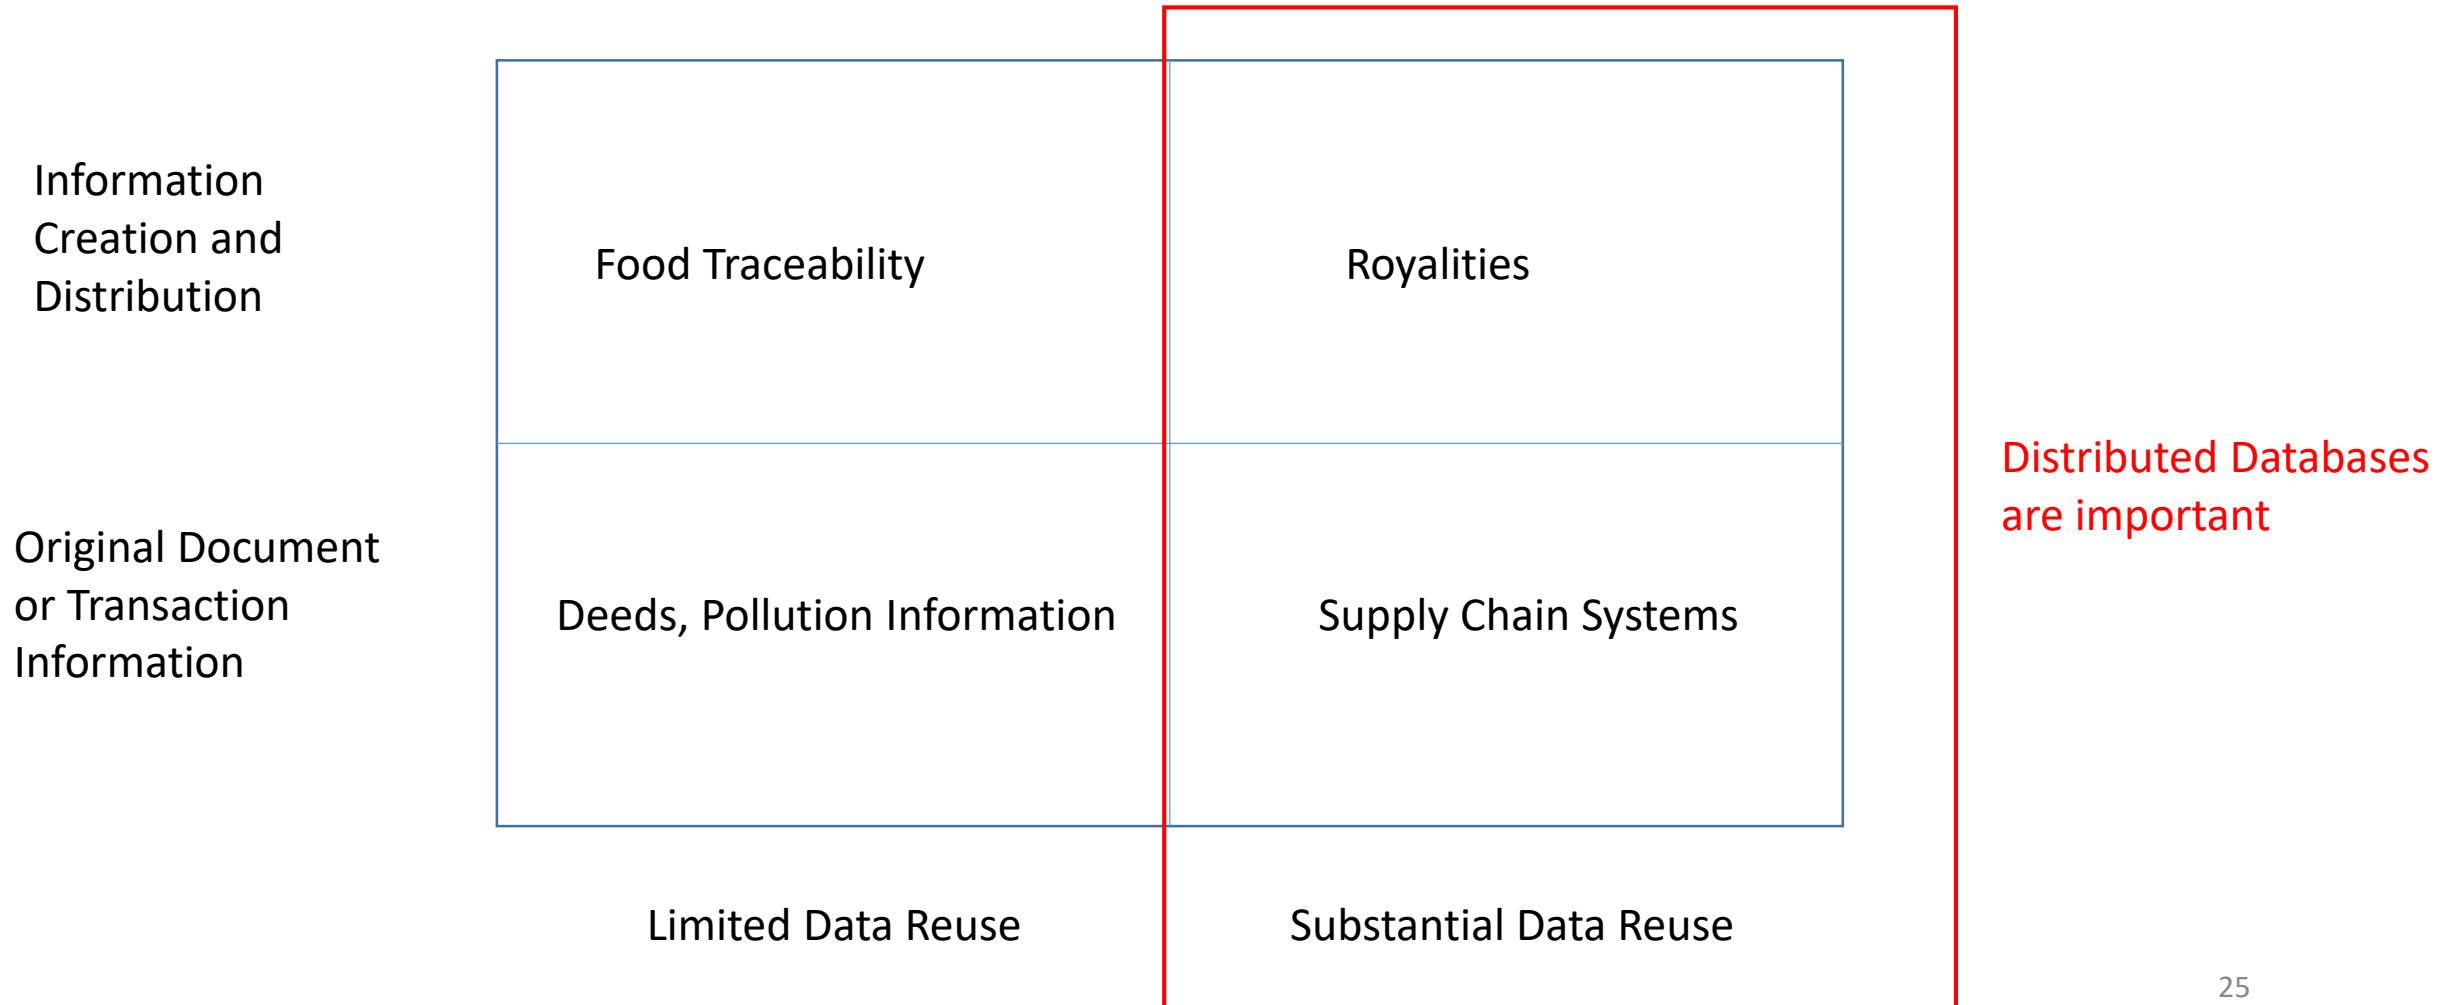 Information
Creation and
Distribution
Food Traceability
Royalities
Original Document
or Transaction
Information
Deeds, Pollution Information
Supply Chain Systems
Distributed Databases
are important
Limited Data Reuse
Substantial Data Reuse
25